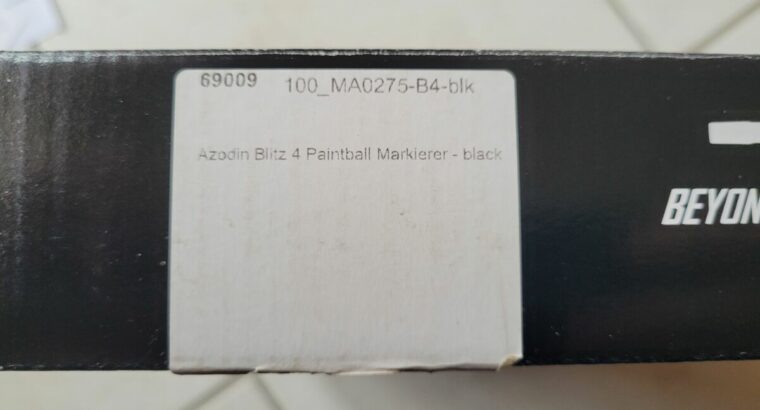 69009 100_MA0275-B4-blk
Azodin Blitz 4 Paintball Markierer - black
BEYON